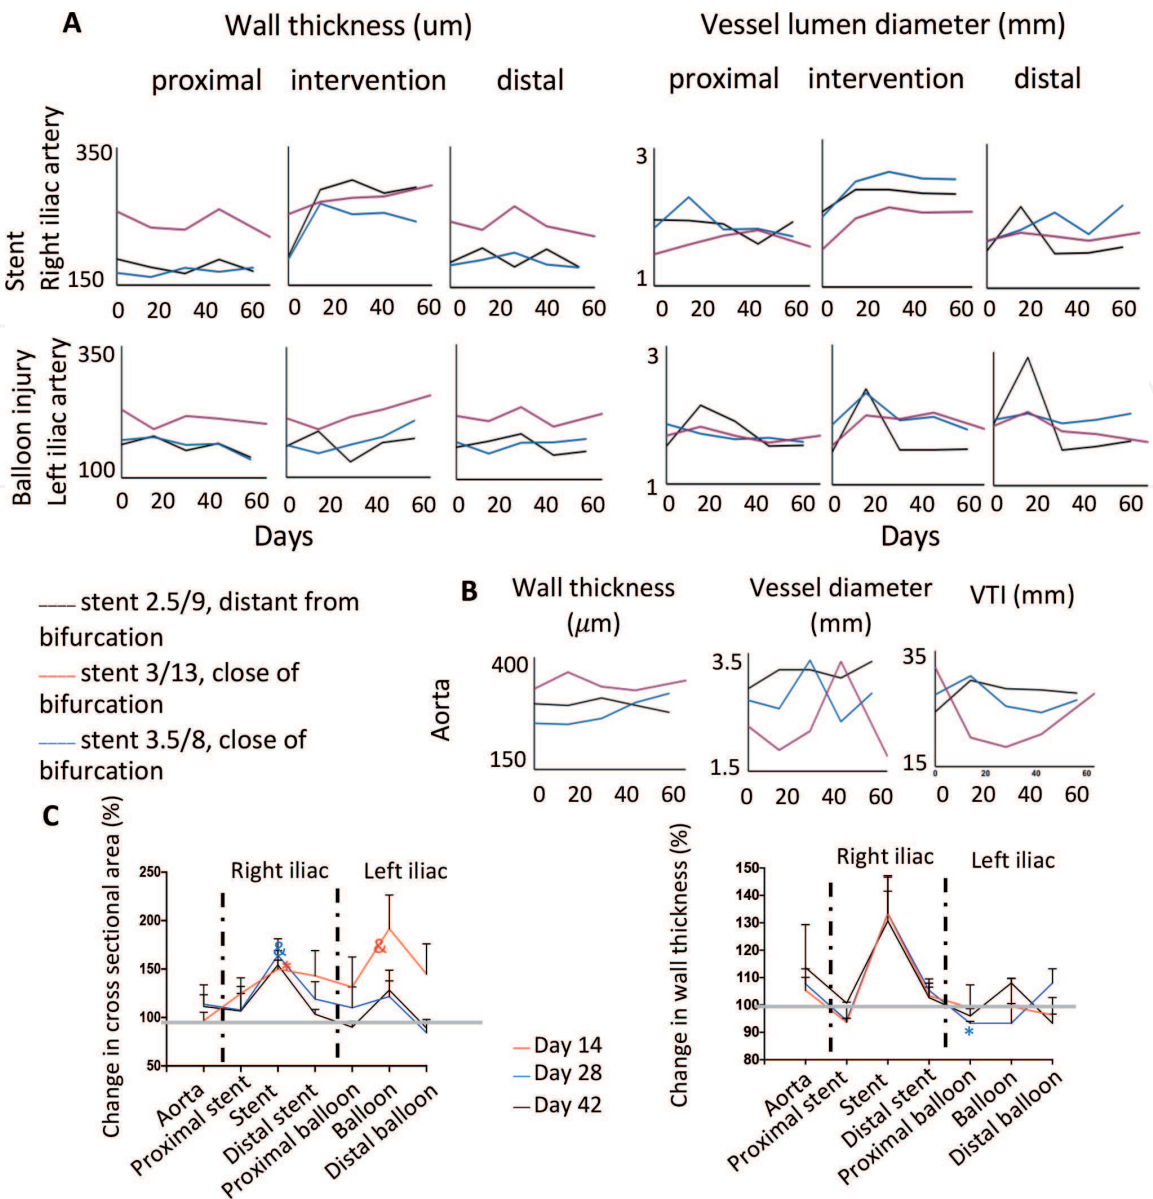 A
Wall thickness (um)
Vessel lumen diameter (mm)
proximal intervention distal
proximal intervention distal
Stent
Right iliac artery
350
150
3
1
0 20 40 60
0 20 40 60
0 20 40 60
0 20 40 60
0 20 40 60
0 20 40 60
Balloon injury
Left iliac artery
350
100
3
1
0 20 40 60
0 20 40 60
0 20 40 60
0 20 40 60
0 20 40 60
0 20 40 60
Days
Days
stent 2.5/9, distant from
bifurcation
stent 3/13, close of
bifurcation
stent 3.5/8, close of
bifurcation
B
Wall thickness
(μm)
Vessel diameter
(mm)
VTI (mm)
Aorta
400
150
3.5
1.5
35
15
0 20 40 60
0 20 40 60
0 20 40 60
0 20 40 60
C
Change in cross sectional area (%)
250
200
150
100
50
Right iliac
Left iliac
&
*
&
Aorta
Proximal stent
Stent
Distal stent
Proximal balloon
Balloon
Distal balloon
Day 14
Day 28
Day 42
Change in wall thickness (%)
150
140
130
120
110
100
90
80
Right iliac
Left iliac
*
Aorta
Proximal stent
Stent
Distal stent
Proximal balloon
Balloon
Distal balloon